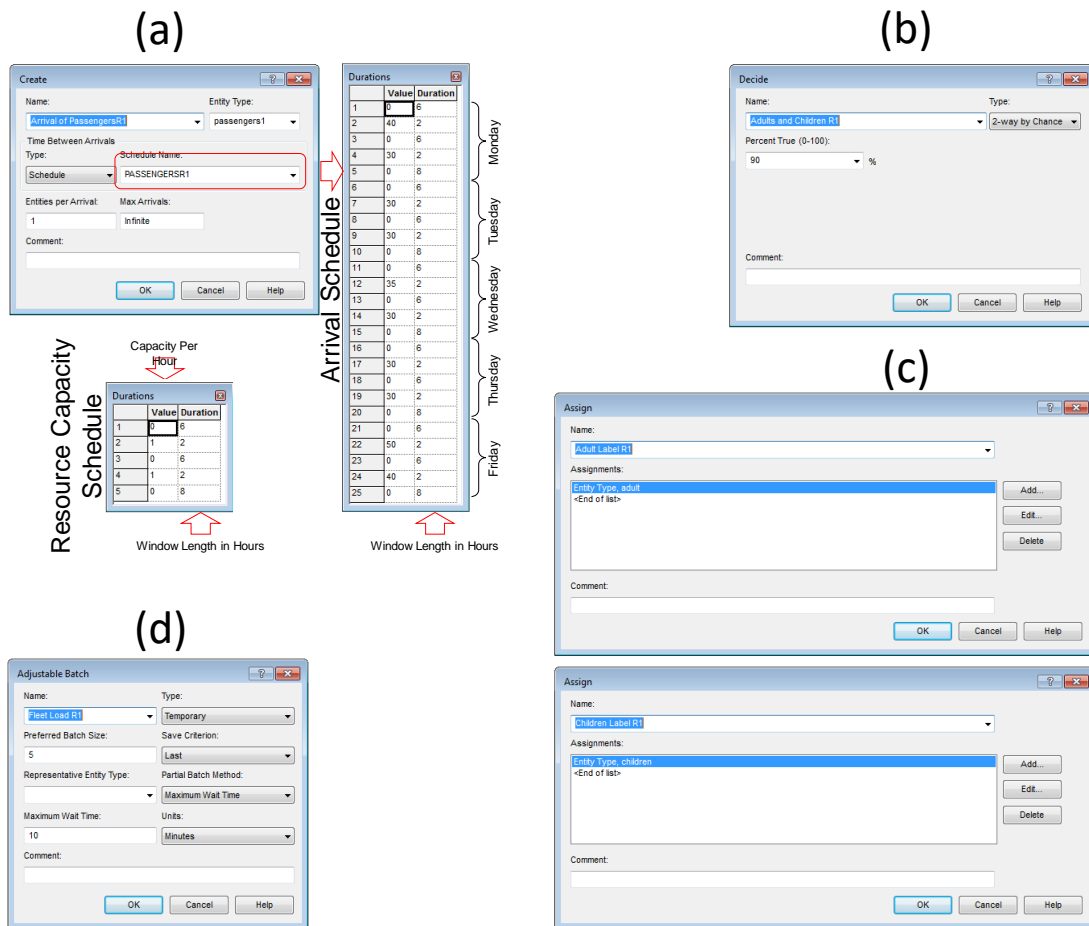 (a)
Create
Name:
Entity Type:
Arrival of PassengersR1
passengers1
Time Between Arrivals
Type:
Schedule Name:
Schedule
PASSENGERSR1
Entities per Arrival:
Max Arrivals:
1
Infinite
Comment:
OK
Cancel
Help
Arrival Schedule
Durations
Value Duration
1 0 6
2 40 2
3 0 6
4 30 2
5 0 8
6 0 6
7 30 2
8 0 6
9 30 2
10 0 8
11 0 6
12 35 2
13 0 6
14 30 2
15 0 8
16 0 6
17 30 2
18 0 6
19 30 2
20 0 8
21 0 6
22 50 2
23 0 6
24 40 2
25 0 8
Monday
Tuesday
Wednesday
Thursday
Friday
Window Length in Hours
Resource Capacity
Schedule
Capacity Per
Hour
Durations
Value Duration
1 0 6
2 1 2
3 0 6
4 1 2
5 0 8
Window Length in Hours
(b)
Decide
Name:
Type:
Adults and Children R1
2-way by Chance
Percent True (0-100):
90
%
Comment:
OK
Cancel
Help
(c)
Assign
Name:
Adult Label R1
Assignments:
Entity Type, adult
<End of list>
Add...
Edit...
Delete
Comment:
OK
Cancel
Help
Assign
Name:
Children Label R1
Assignments:
Entity Type, children
<End of list>
Add...
Edit...
Delete
Comment:
OK
Cancel
Help
(d)
Adjustable Batch
Name:
Type:
Fleet Load R1
Temporary
Preferred Batch Size:
Save Criterion:
5
Last
Representative Entity Type:
Partial Batch Method:
Maximum Wait Time
Maximum Wait Time:
Units:
10
Minutes
Comment:
OK
Cancel
Help